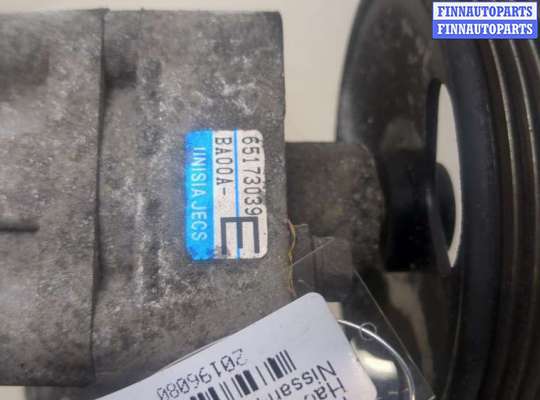 FINNAUTOPARTS
FINNAUTOPARTS
65173039
BA00A-
E
UNISIA JECS
Nissan
20196080